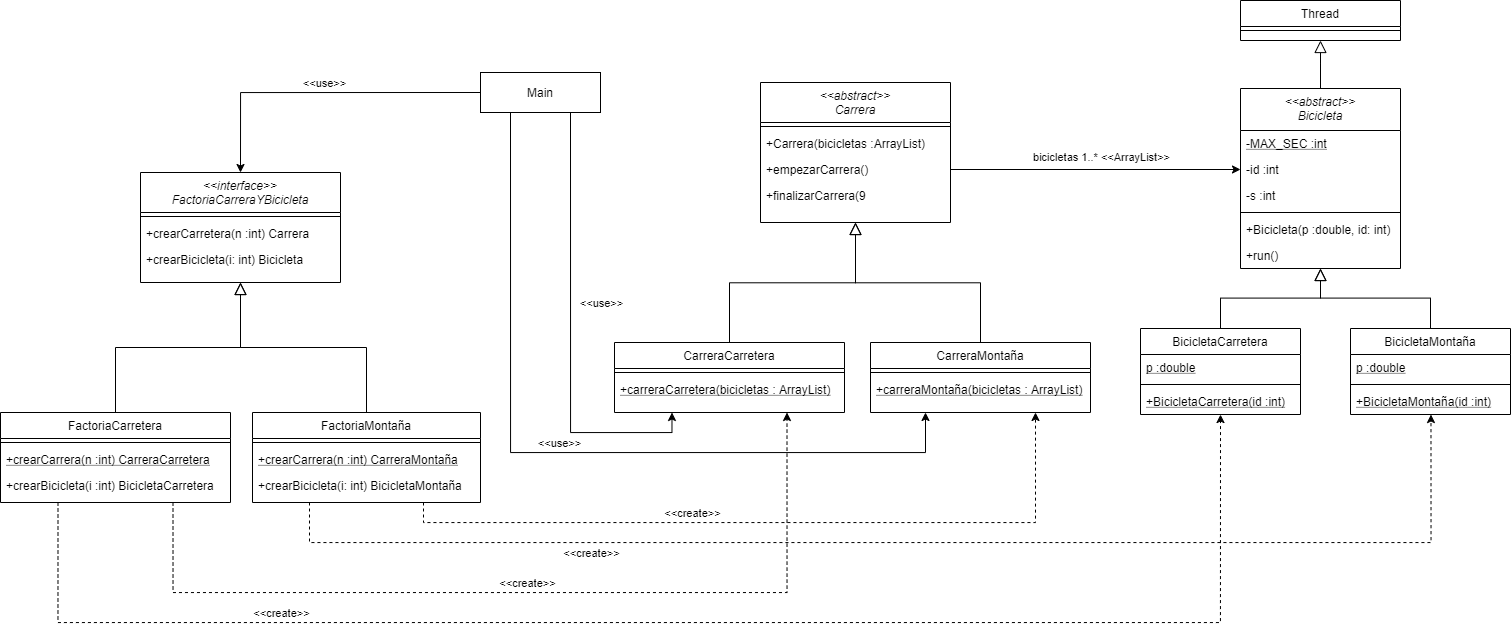 Thread
<<use>>
Main
<<abstract>>
Carrera
+Carrera(bicicletas :ArrayList)
+empezarCarrera()
+finalizarCarrera(9
bicicletas 1..* <<ArrayList>>
<<abstract>>
Bicicleta
-MAX_SEC :int
-id :int
-s :int
+Bicicleta(p :double, id: int)
+run()
<<interface>>
FactoriaCarreraYBicicleta
+crearCarretera(n :int) Carrera
+crearBicicleta(i: int) Bicicleta
<<use>>
<<use>>
CarreraCarretera
+carreraCarretera(bicicletas : ArrayList)
CarreraMontaña
+carreraMontaña(bicicletas : ArrayList)
BicicletaCarretera
p :double
+BicicletaCarretera(id :int)
BicicletaMontaña
p :double
+BicicletaMontaña(id :int)
FactoriaCarretera
+crearCarrera(n :int) CarreraCarretera
+crearBicicleta(i :int) BicicletaCarretera
FactoriaMontaña
+crearCarrera(n :int) CarreraMontaña
+crearBicicleta(i: int) BicicletaMontaña
<<create>>
<<create>>
<<create>>
<<create>>